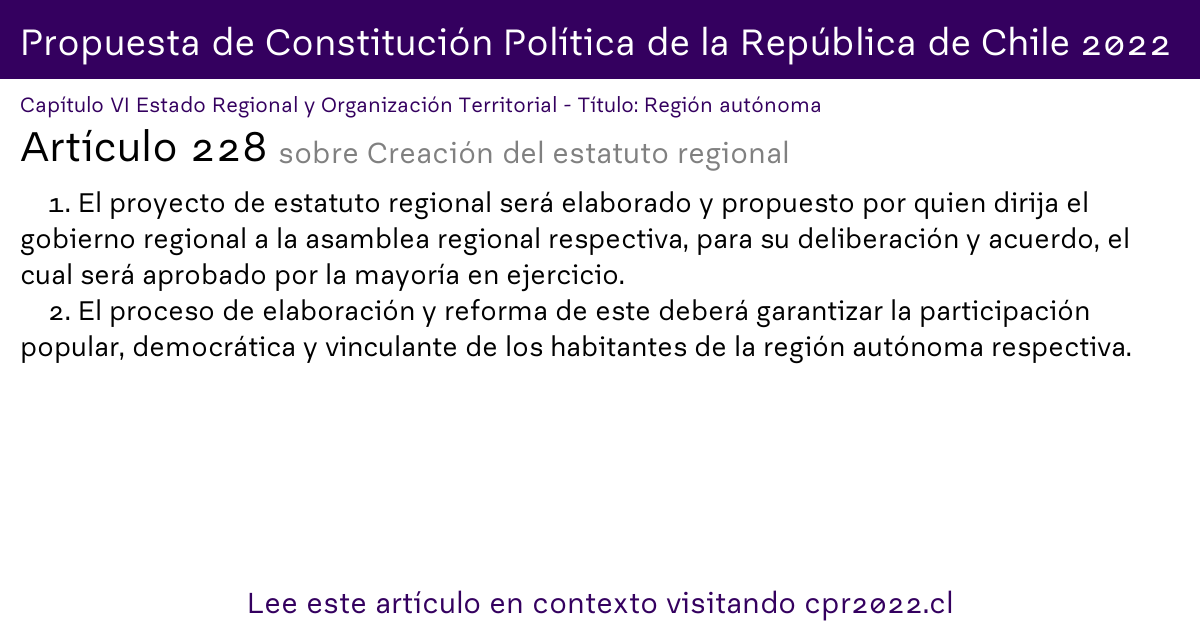 Propuesta de Constitución Política de la República de Chile 2022
Capítulo VI Estado Regional y Organización Territorial - Título: Región autónoma
Artículo 228 sobre Creación del estatuto regional
1. El proyecto de estatuto regional será elaborado y propuesto por quien dirija el
gobierno regional a la asamblea regional respectiva, para su deliberación y acuerdo, el
cual será aprobado por la mayoría en ejercicio.
2. El proceso de elaboración y reforma de este deberá garantizar la participación
popular, democrática y vinculante de los habitantes de la región autónoma respectiva.
Lee este artículo en contexto visitando cpr2022.cl